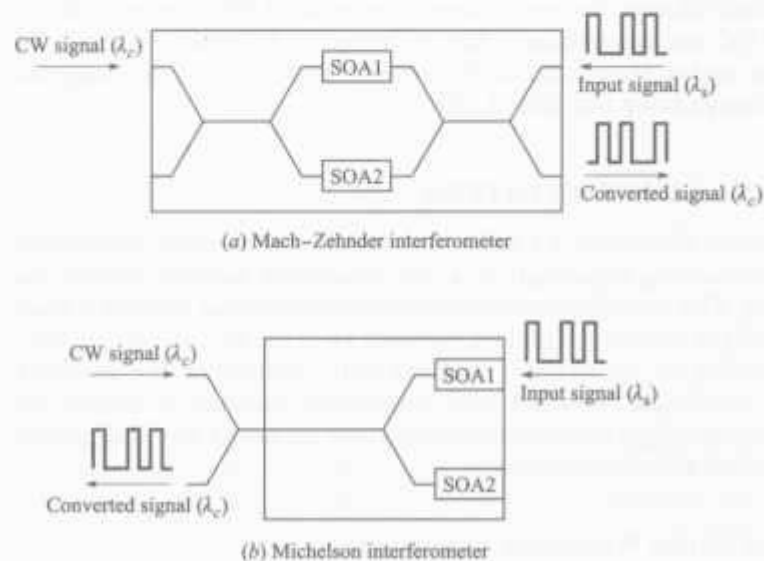 CW signal (λc)
SOA1
Input signal (λs)
SOA2
Converted signal (λc)
(a) Mach–Zehnder interferometer
CW signal (λc)
SOA1
Input signal (λs)
Converted signal (λc)
SOA2
(b) Michelson interferometer